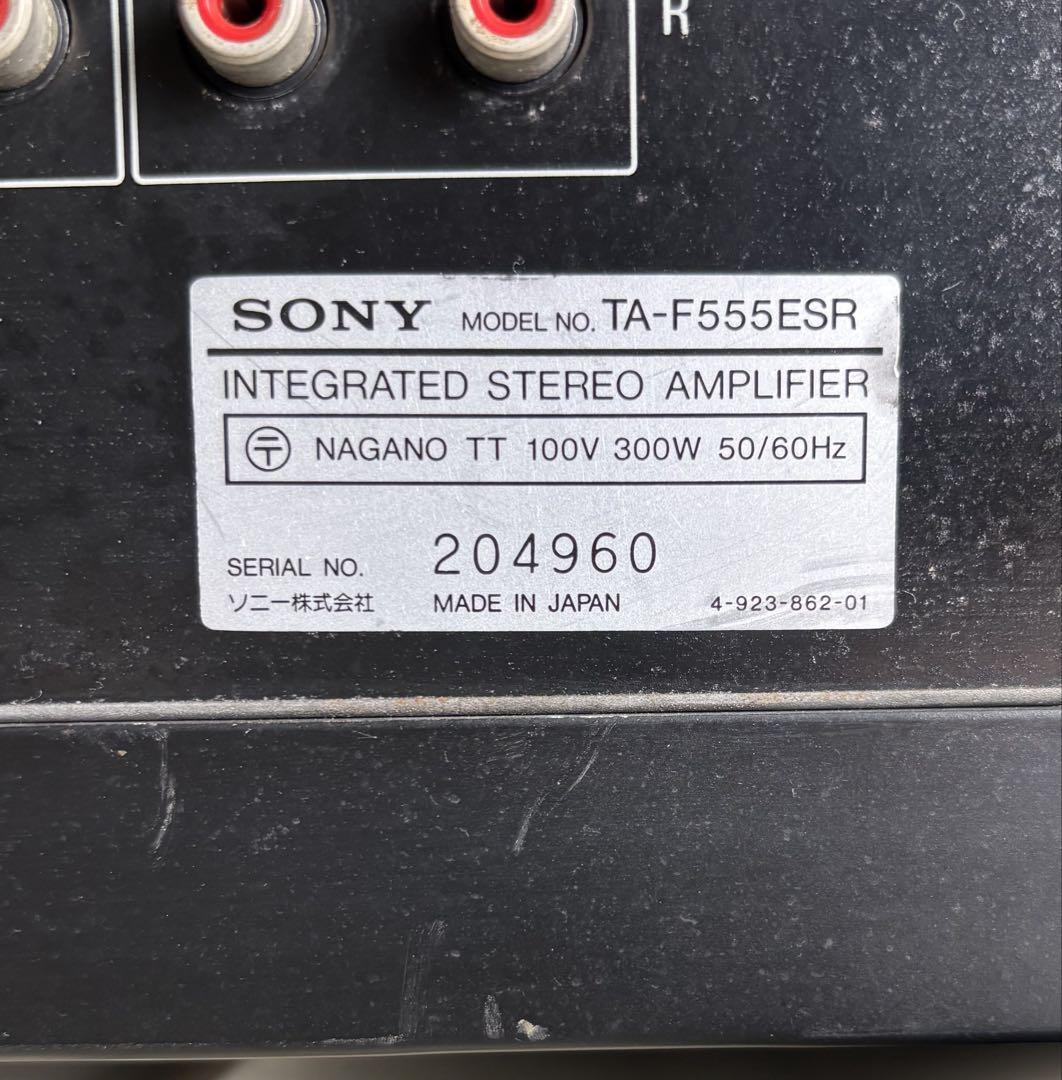 R
SONY MODEL NO. TA-F555ESR
INTEGRATED STEREO AMPLIFIER
〶 NAGANO TT 100V 300W 50/60Hz
SERIAL NO. 204960
ソニー株式会社 MADE IN JAPAN 4-923-862-01